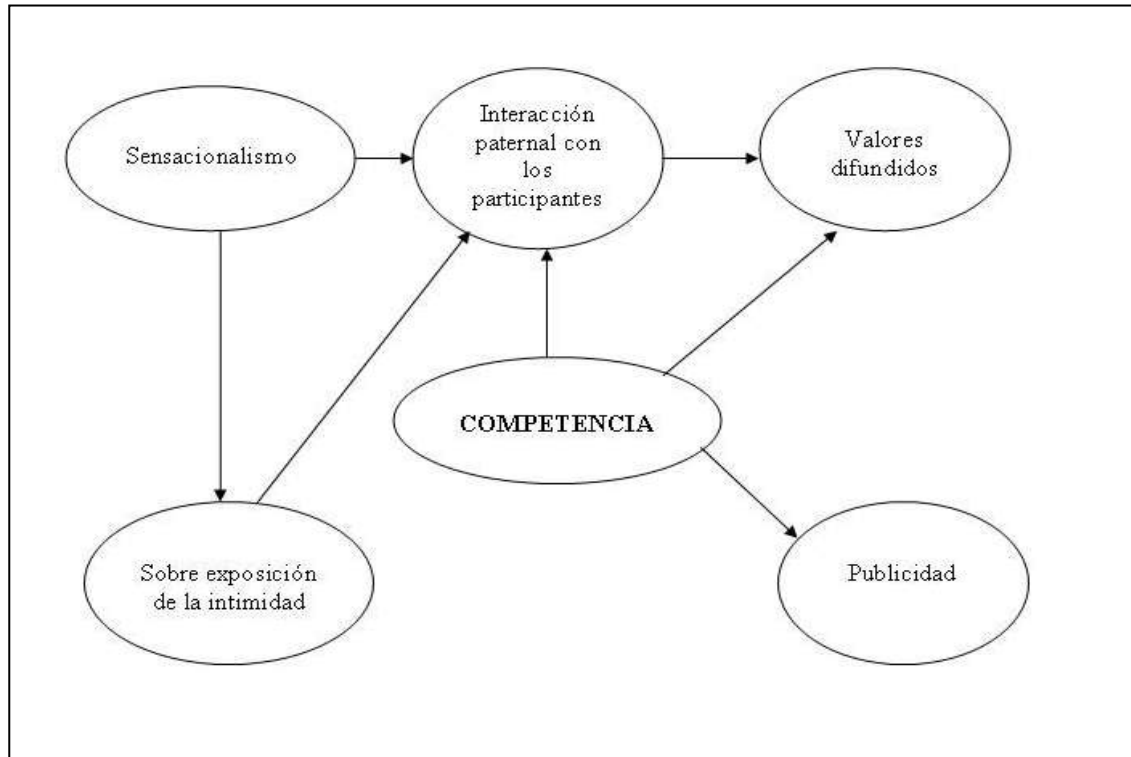 Sensacionalismo
Interacción
paternal con
los
participantes
Valores
difundidos
COMPETENCIA
Sobre exposición
de la intimidad
Publicidad